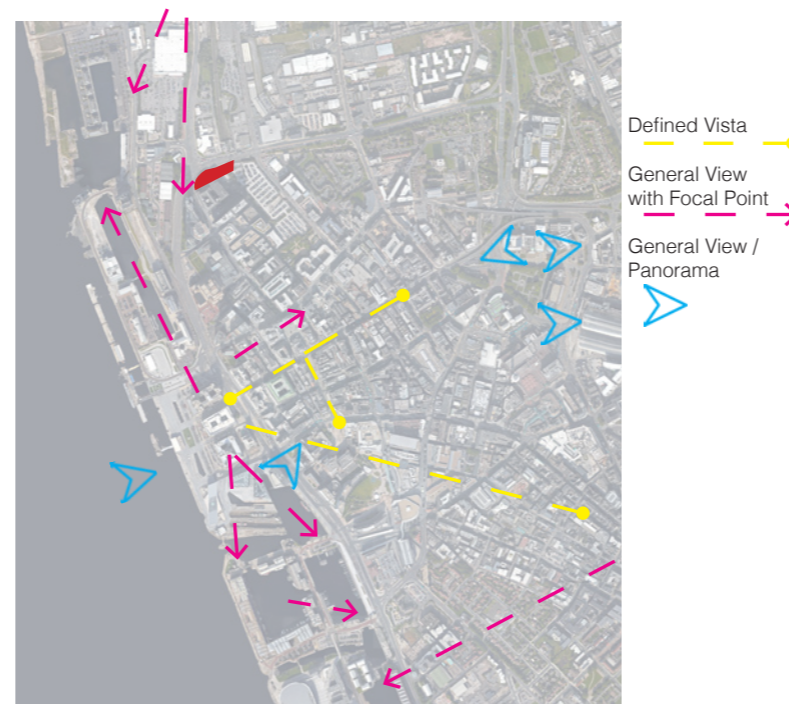 Defined Vista
General View
with Focal Point
General View /
Panorama